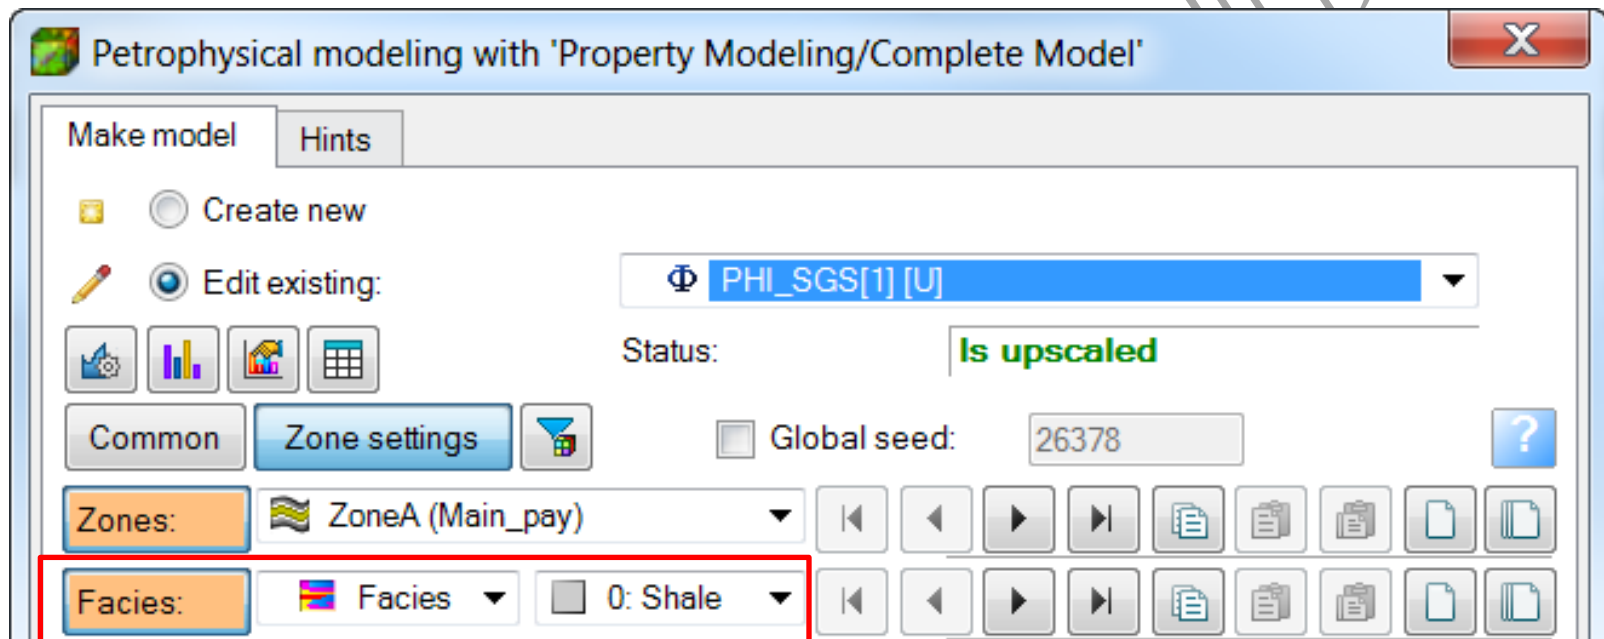 Petrophysical modeling with 'Property Modeling/Complete Model'
Make model Hints
Create new
Edit existing: Φ PHI_SGS[1] [U]
Status: Is upscaled
Common Zone settings Global seed: 26378 ?
Zones: ZoneA (Main_pay)
Facies: Facies 0: Shale